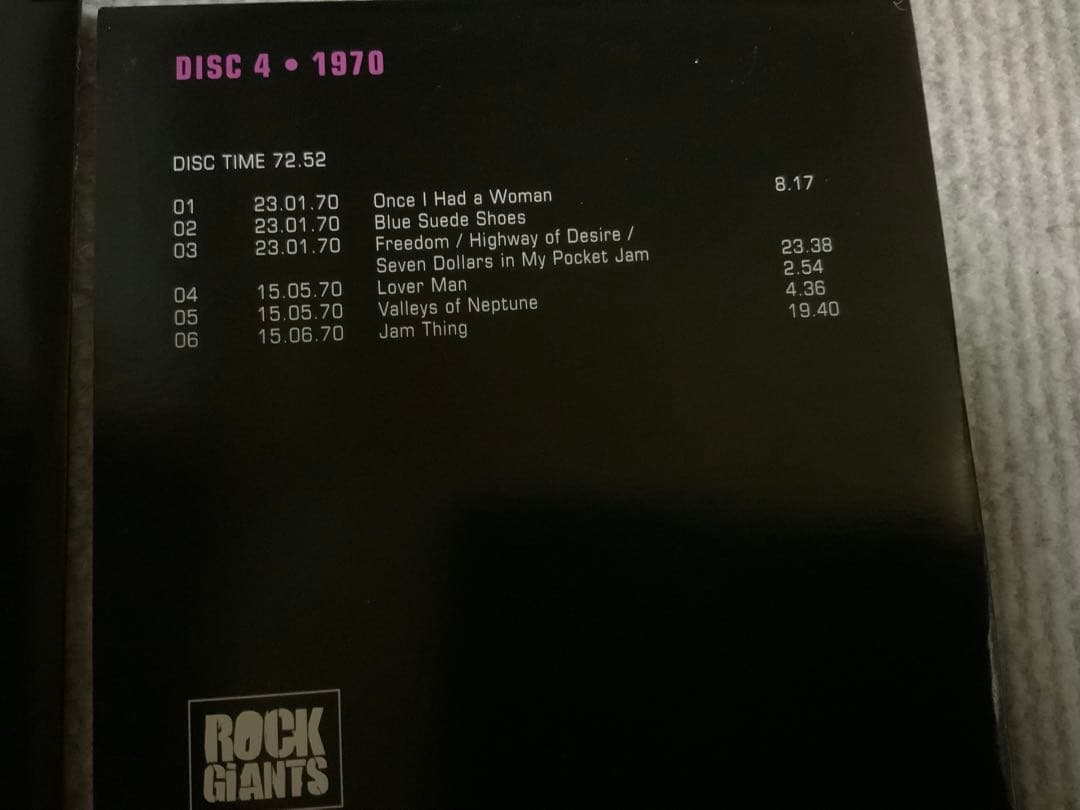 DISC 4 • 1970
DISC TIME 72.52
01 23.01.70 Once I Had a Woman 8.17
02 23.01.70 Blue Suede Shoes
03 23.01.70 Freedom / Highway of Desire /
Seven Dollars in My Pocket Jam 23.38
04 15.05.70 Lover Man 2.54
05 15.05.70 Valleys of Neptune 4.36
06 15.06.70 Jam Thing 19.40
ROCK
GiANTS